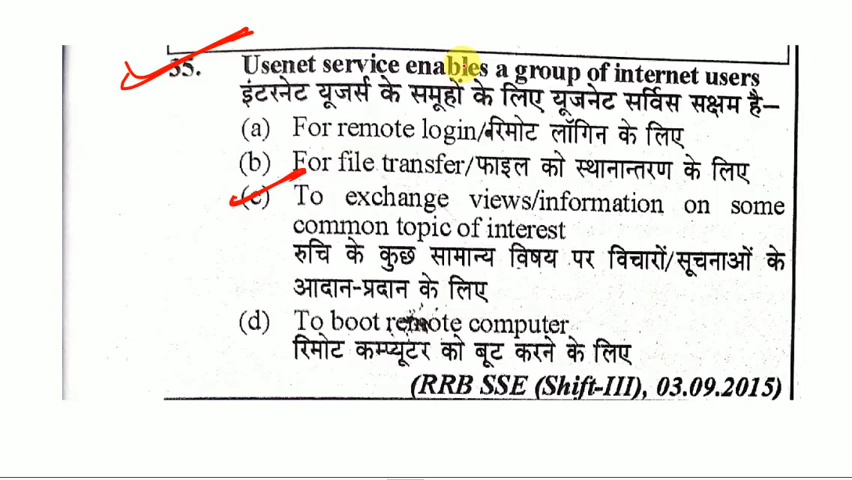 35. Usenet service enables a group of internet users
इंटरनेट यूजर्स के समूहों के लिए यूजनेट सर्विस सक्षम है–
(a) For remote login/रिमोट लॉगिन के लिए
(b) For file transfer/फाइल को स्थानान्तरण के लिए
(c) To exchange views/information on some
common topic of interest
रुचि के कुछ सामान्य विषय पर विचारों/सूचनाओं के
आदान-प्रदान के लिए
(d) To boot remote computer
रिमोट कम्प्यूटर को बूट करने के लिए
(RRB SSE (Shift-III), 03.09.2015)